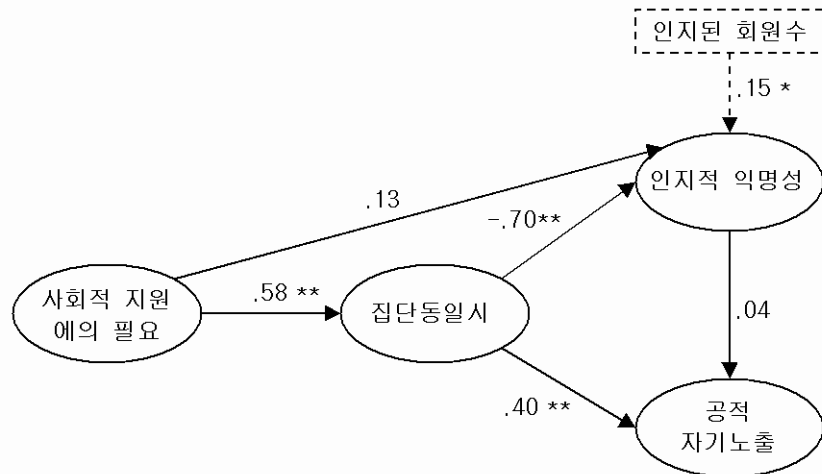 인지된 회원수
.15 *
인지적 익명성
.13
-.70**
사회적 지원
에의 필요
.58 **
집단동일시
.04
.40 **
공적
자기노출